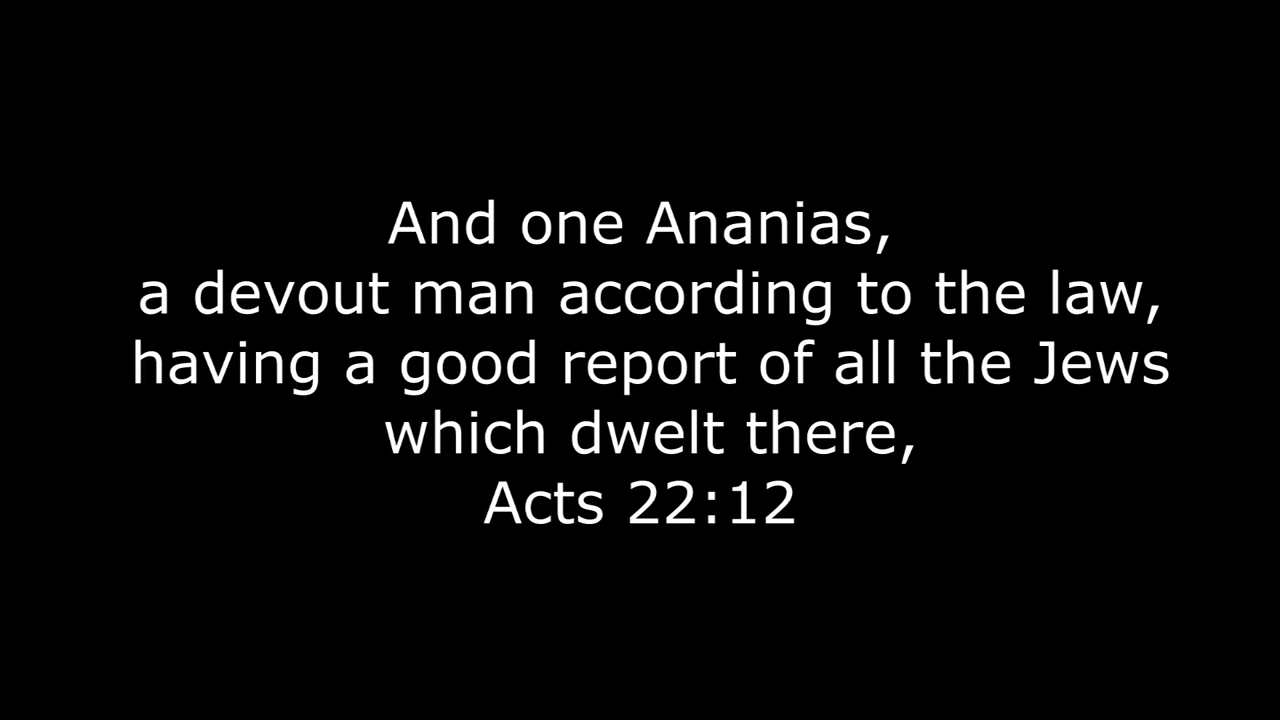 And one Ananias,
a devout man according to the law,
having a good report of all the Jews
which dwelt there,
Acts 22:12